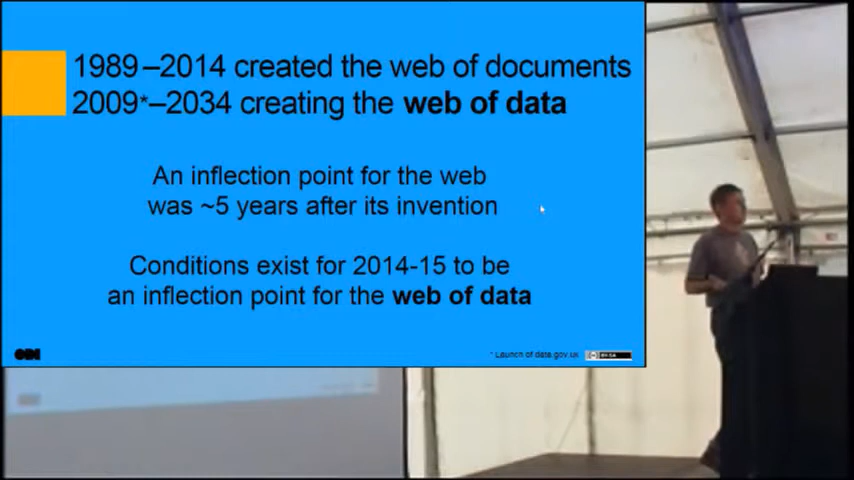 1989–2014 created the web of documents
2009*–2034 creating the web of data
An inflection point for the web
was ~5 years after its invention
Conditions exist for 2014-15 to be
an inflection point for the web of data
ODI
* Launch of data.gov.uk